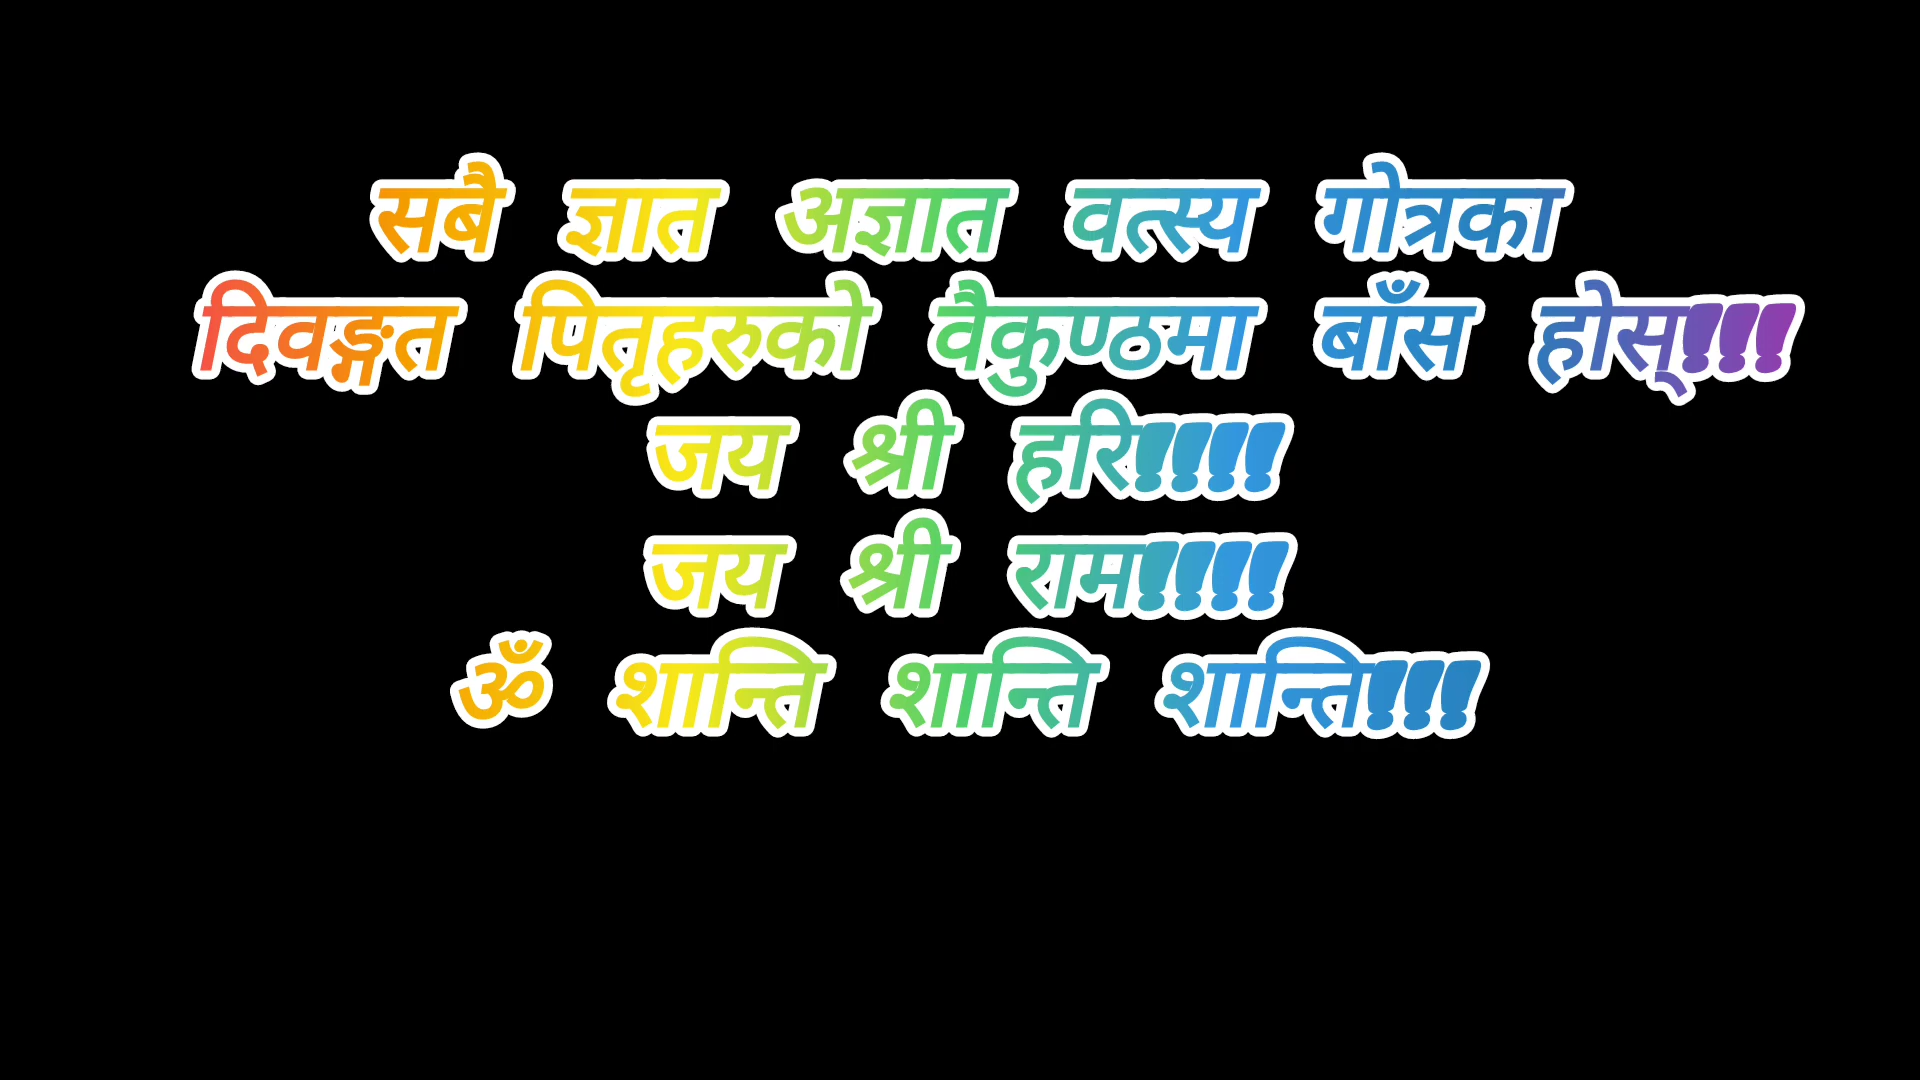 सबै ज्ञात अज्ञात वत्स्य गोत्रका
दिवङ्गत पितृहरुको वैकुण्ठमा बाँस होस्!!!
जय श्री हरि!!!!
जय श्री राम!!!!
ॐ शान्ति शान्ति शान्ति!!!